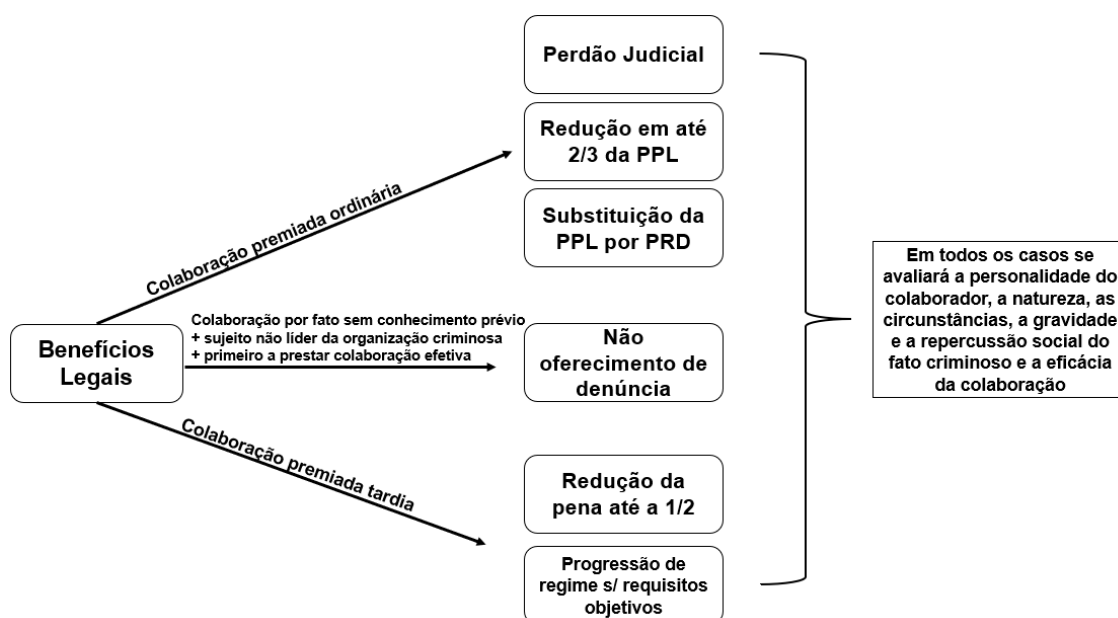 Perdão Judicial
Redução em até
2/3 da PPL
Substituição da
PPL por PRD
Colaboração premiada ordinária
Benefícios
Legais
Colaboração por fato sem conhecimento prévio
+ sujeito não líder da organização criminosa
+ primeiro a prestar colaboração efetiva
Não
oferecimento de
denúncia
Colaboração premiada tardia
Redução da
pena até a 1/2
Progressão de
regime s/ requisitos
objetivos
Em todos os casos se
avaliará a personalidade do
colaborador, a natureza, as
circunstâncias, a gravidade
e a repercussão social do
fato criminoso e a eficácia
da colaboração